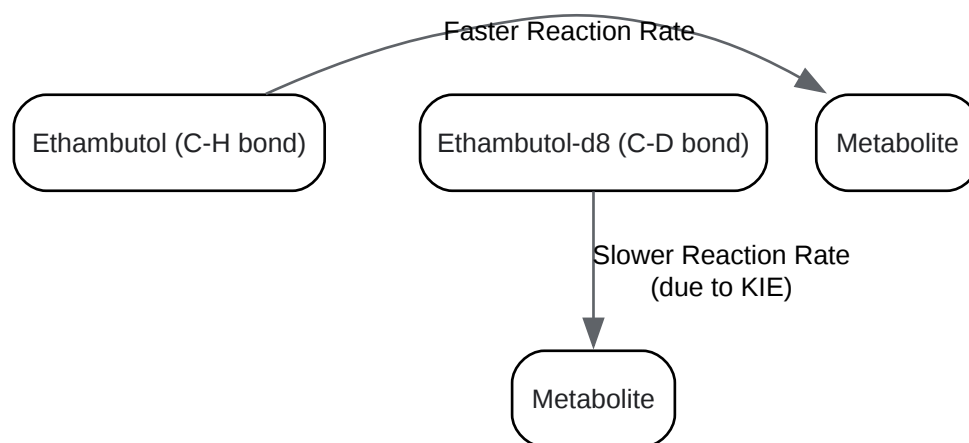 Faster Reaction Rate
Ethambutol (C-H bond)
Ethambutol-d8 (C-D bond)
Metabolite
Slower Reaction Rate
(due to KIE)
Metabolite